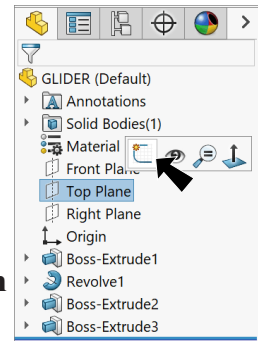 GLIDER (Default)
Annotations
Solid Bodies(1)
Material
Front Plane
Top Plane
n
Right Plane
Origin
Boss-Extrude1
Revolve1
Boss-Extrude2
Boss-Extrude3